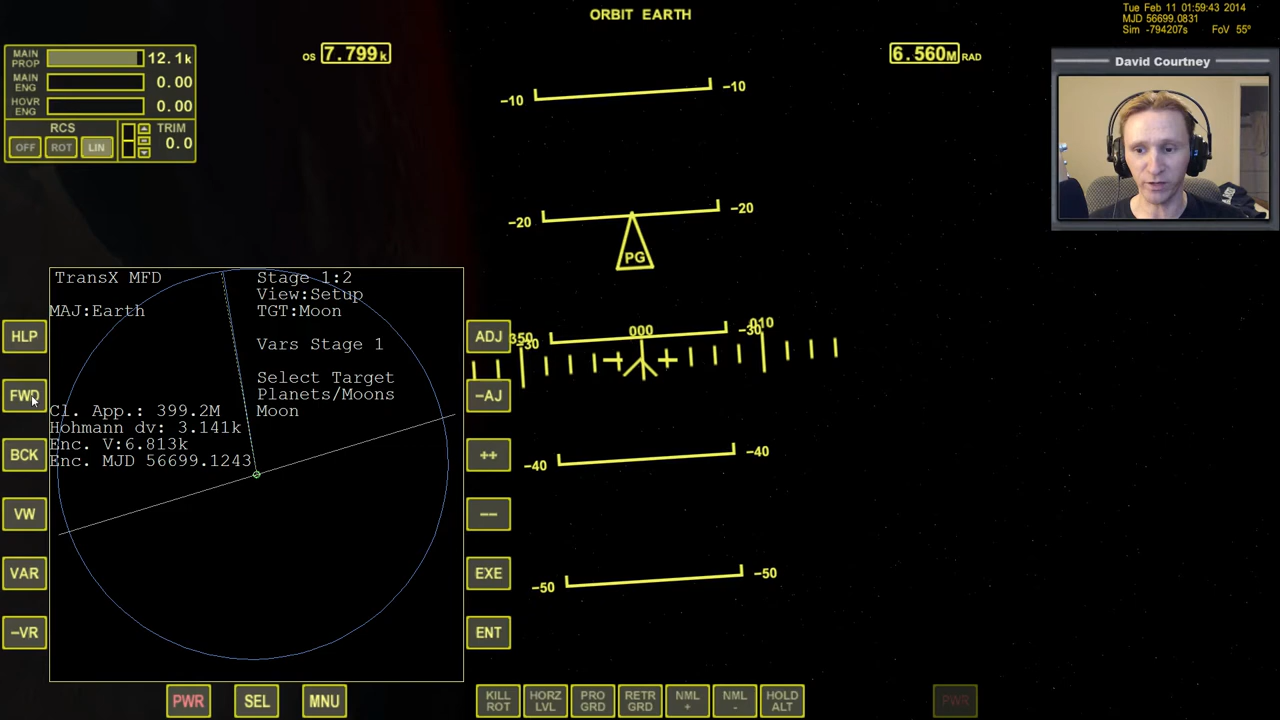 ORBIT EARTH
Tue Feb 11 01:59:43 2014
MJD 56699.0831
Sim -794207s FoV 55º
David Courtney
MAIN PROP 12.1k
MAIN ENG 0.00
HOVR ENG 0.00
RCS
TRIM
0.0
OFF ROT LIN
OS 7.799k
6.560M RAD
-10 -10
-20 -20
PG
350 000 010
-30 -30
-40 -40
-50 -50
TransX MFD
MAJ:Earth
Stage 1:2
View:Setup
TGT:Moon
Vars Stage 1
Select Target
Planets/Moons
Moon
Cl. App.: 399.2M
Hohmann dv: 3.141k
Enc. V:6.813k
Enc. MJD 56699.1243
HLP
FWD
BCK
VW
VAR
-VR
ADJ
-AJ
++
--
EXE
ENT
PWR SEL MNU
KILL ROT
HORZ LVL
PRO GRD
RETR GRD
NML +
NML -
HOLD ALT
PWR